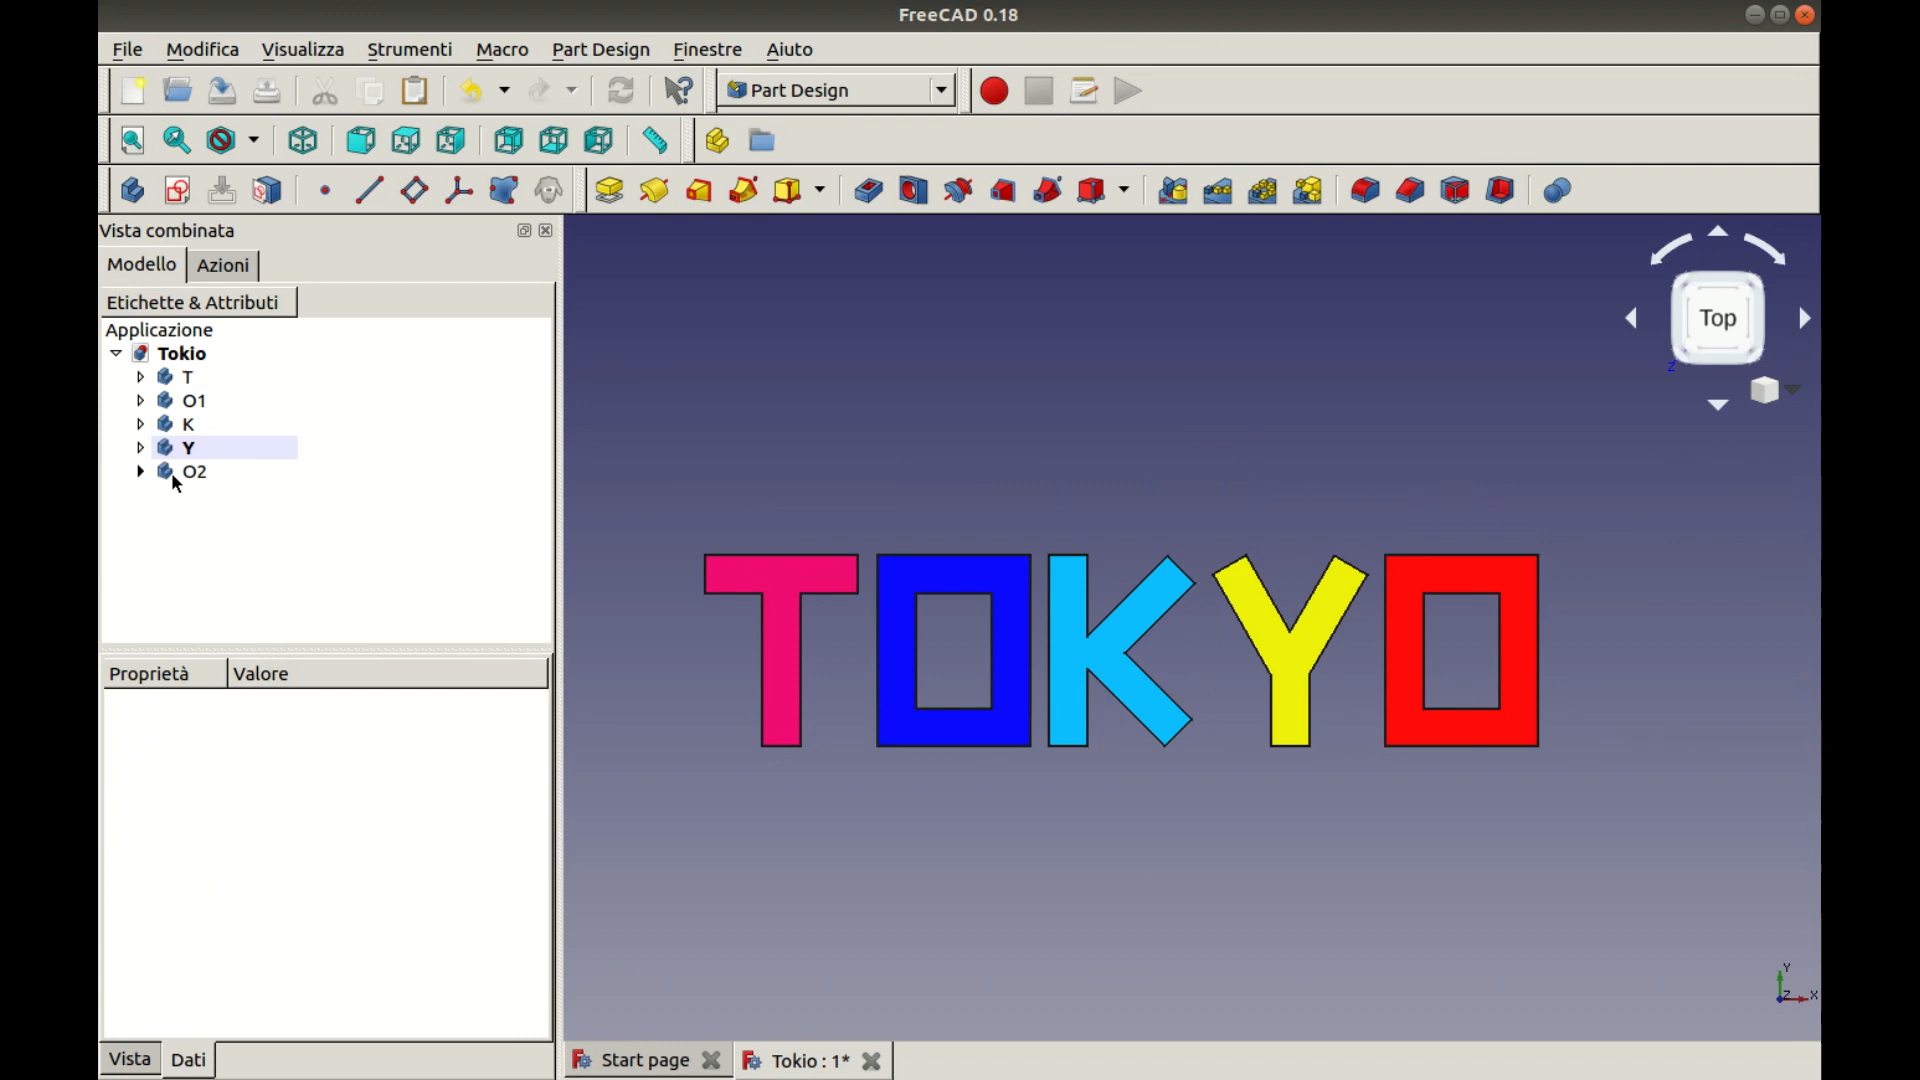 FreeCAD 0.18
File Modifica Visualizza Strumenti Macro Part Design Finestre Aiuto
Part Design
Vista combinata
Modello Azioni
Etichette & Attributi
Applicazione
Tokio
T
O1
K
Y
O2
Proprietà Valore
Vista Dati
Top
Z
TOKYO
Y
Z X
Start page Tokio : 1*